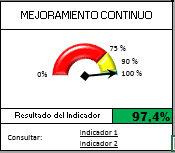 MEJORAMIENTO CONTINUO
75 %
90 %
0%
100 %
Resultado del Indicador 97,4%
Consultar: Indicador 1
Indicador 2